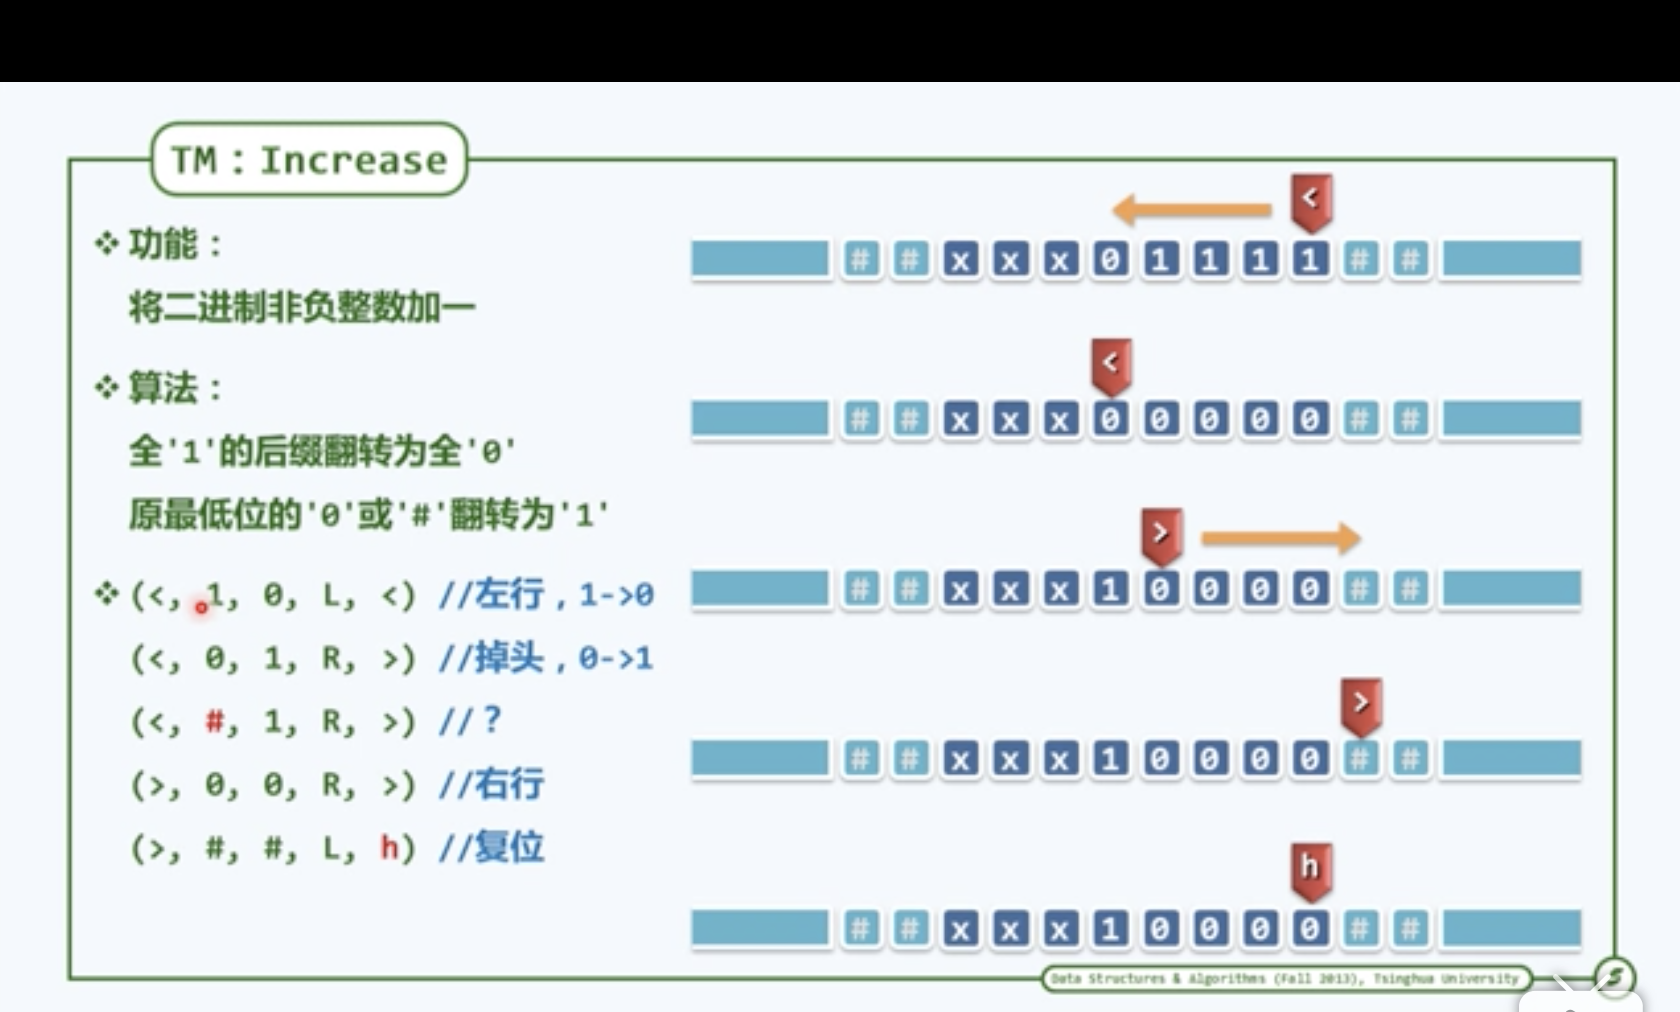 TM：Increase
❖ 功能：
将二进制非负整数加一
❖ 算法：
全'1'的后缀翻转为全'0'
原最低位的'0'或'#'翻转为'1'
❖ (<, 1, 0, L, <) //左行，1->0
(<, 0, 1, R, >) //掉头，0->1
(<, #, 1, R, >) //？
(>, 0, 0, R, >) //右行
(>, #, #, L, h) //复位
<
# # x x x 0 1 1 1 1 # #
<
# # x x x 0 0 0 0 0 # #
>
# # x x x 1 0 0 0 0 # #
>
# # x x x 1 0 0 0 0 # #
h
# # x x x 1 0 0 0 0 # #
Data Structures & Algorithms (Fall 2013), Tsinghua University
5